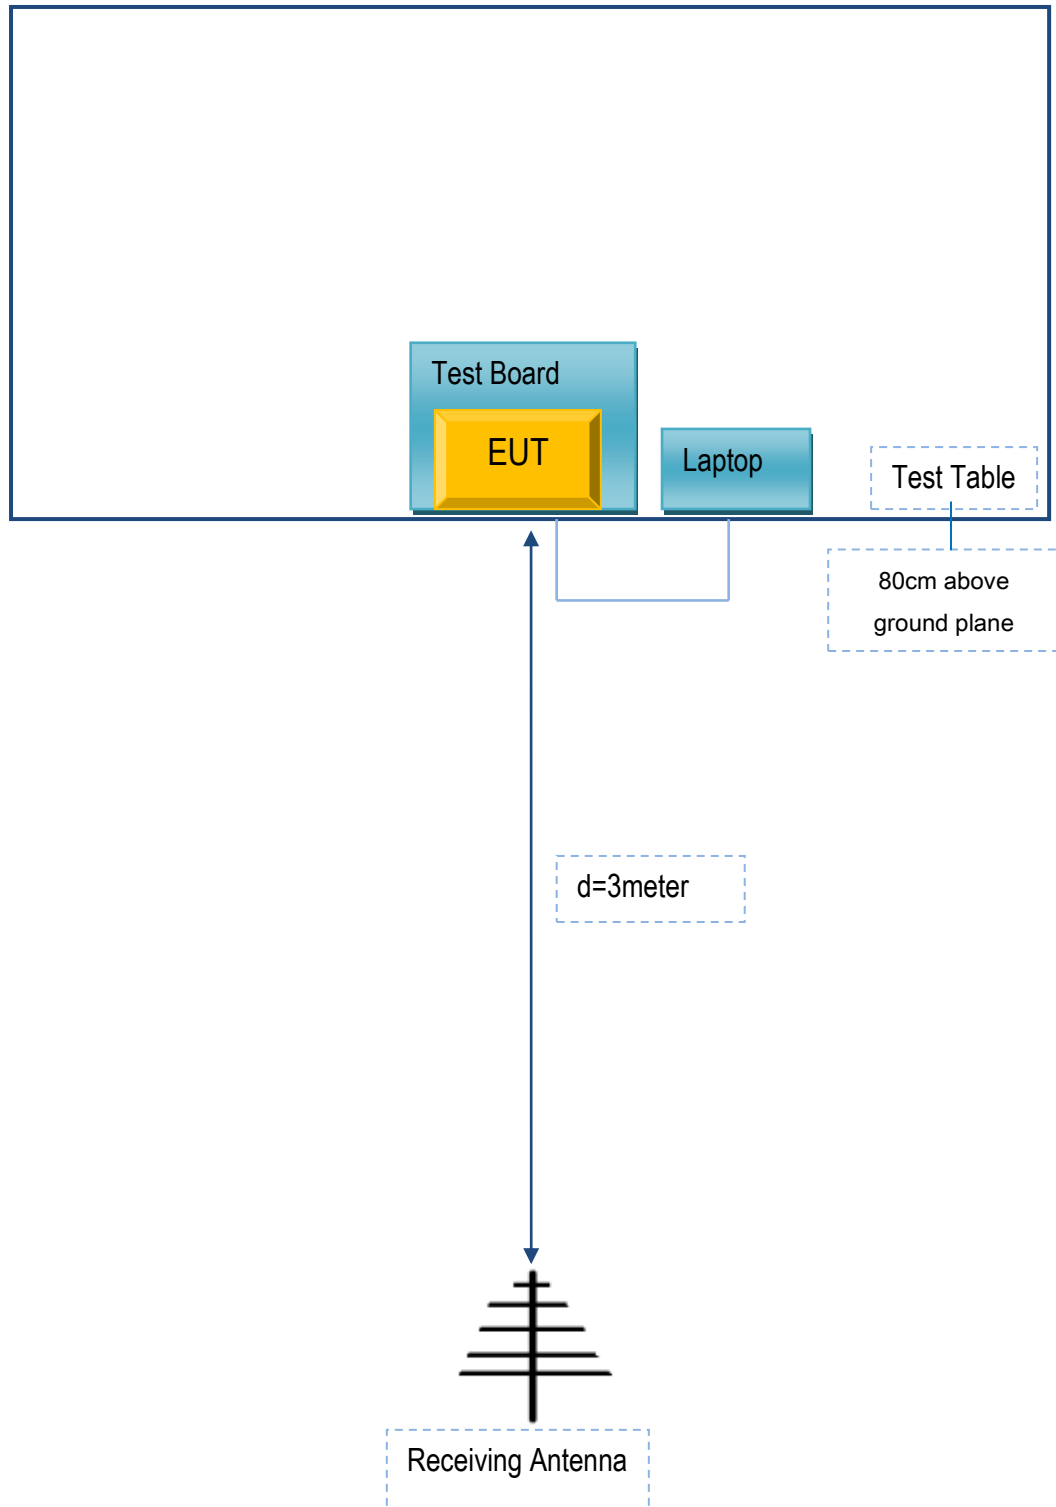 Test Board
EUT
Laptop
Test Table
80cm above
ground plane
d=3meter
Receiving Antenna